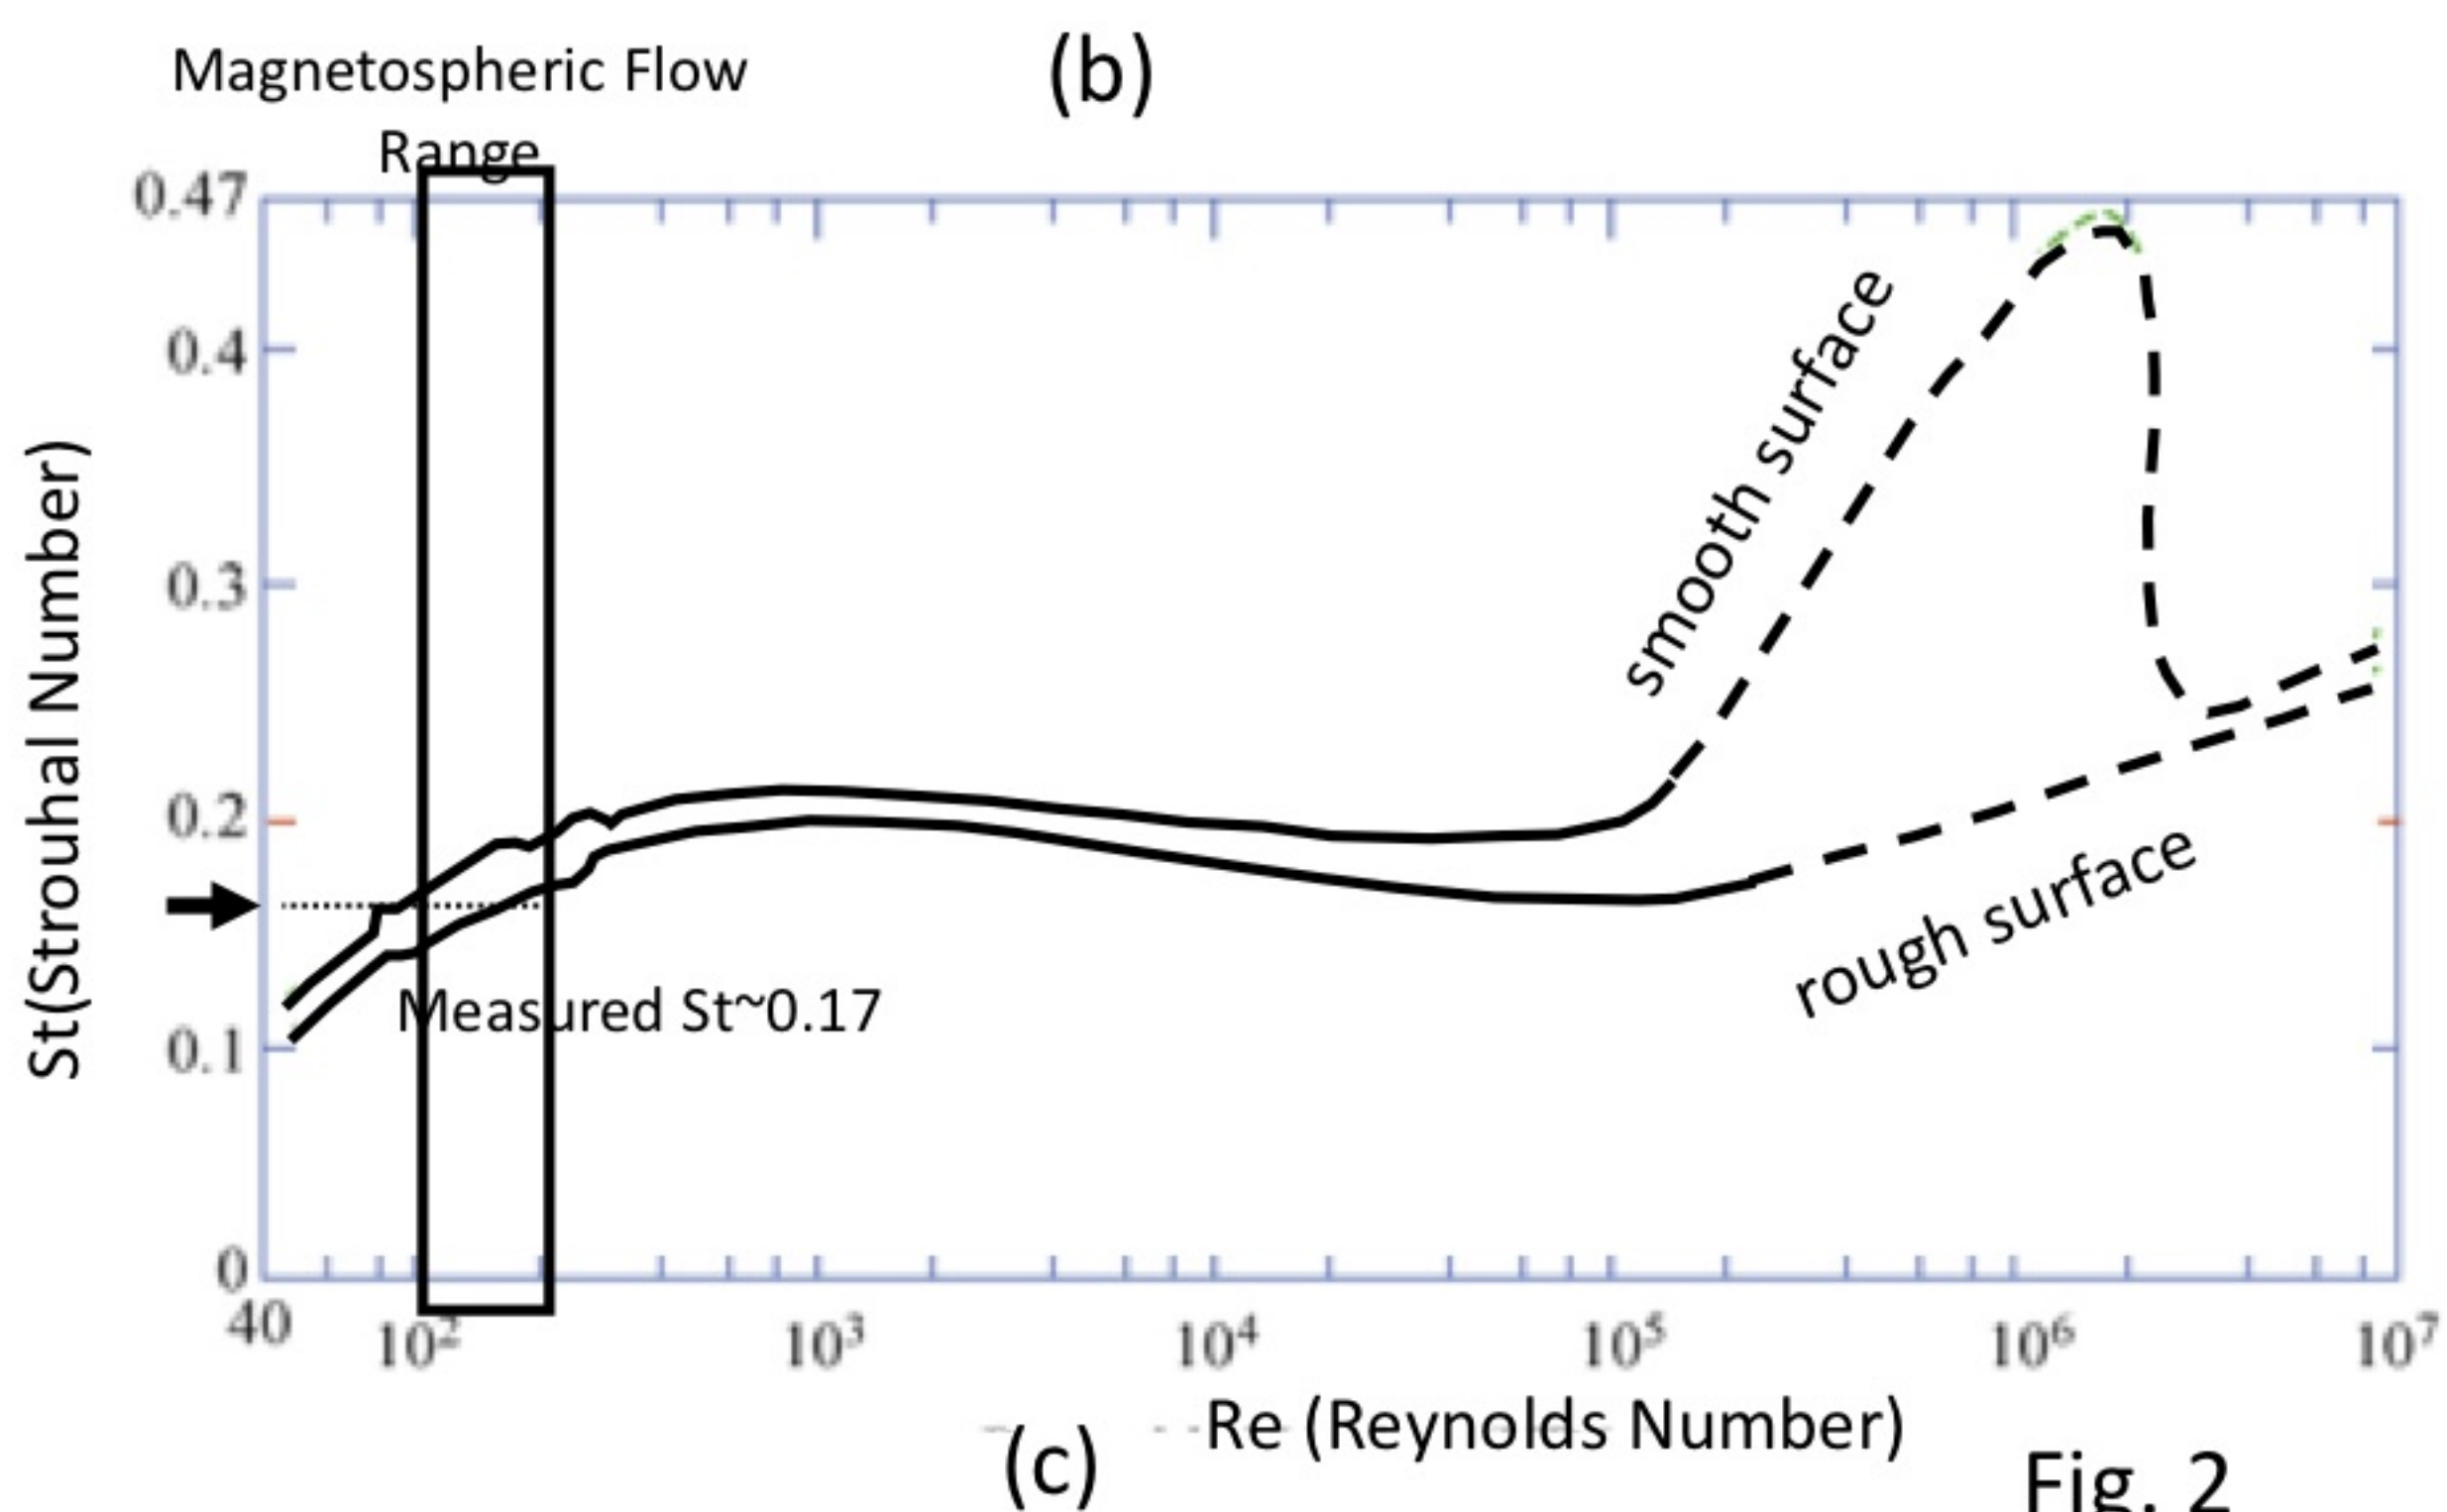 Magnetospheric Flow
Range
(b)
0.47
0.4
0.3
0.2
0.1
0
St(Strouhal Number)
smooth surface
rough surface
Measured St~0.17
40
10²
10³
10⁴
10⁵
10⁶
10⁷
Re (Reynolds Number)
(c)
Fig. 2